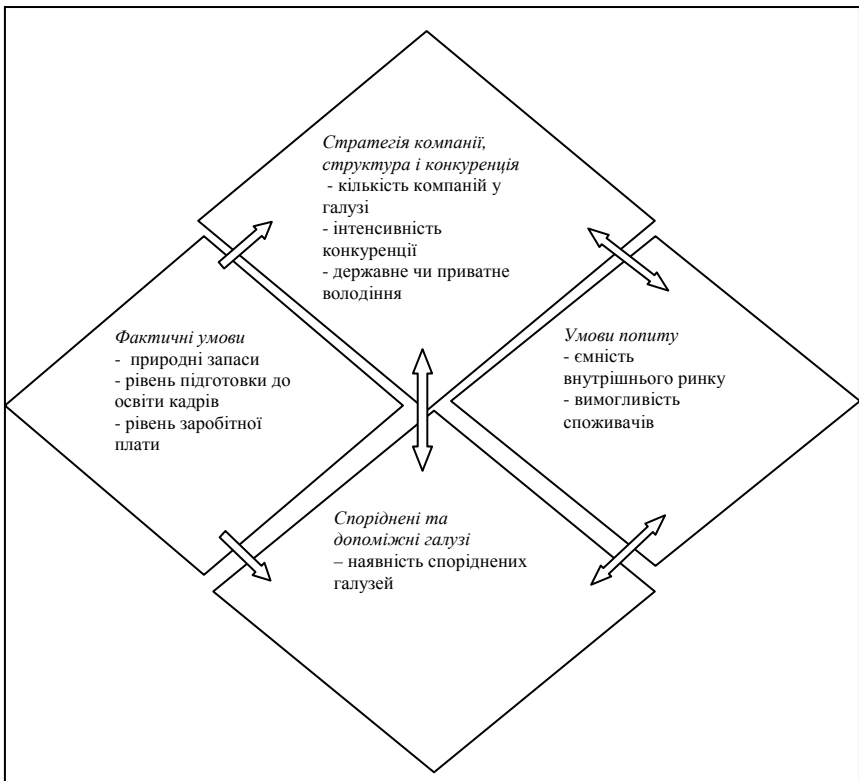 Стратегія компанії,
структура і конкуренція
- кількість компаній у
галузі
- інтенсивність
конкуренції
- державне чи приватне
володіння
Фактичні умови
- природні запаси
- рівень підготовки до
освіти кадрів
- рівень заробітної
плати
Умови попиту
- ємність
внутрішнього ринку
- вимогливість
споживачів
Споріднені та
допоміжні галузі
– наявність споріднених
галузей